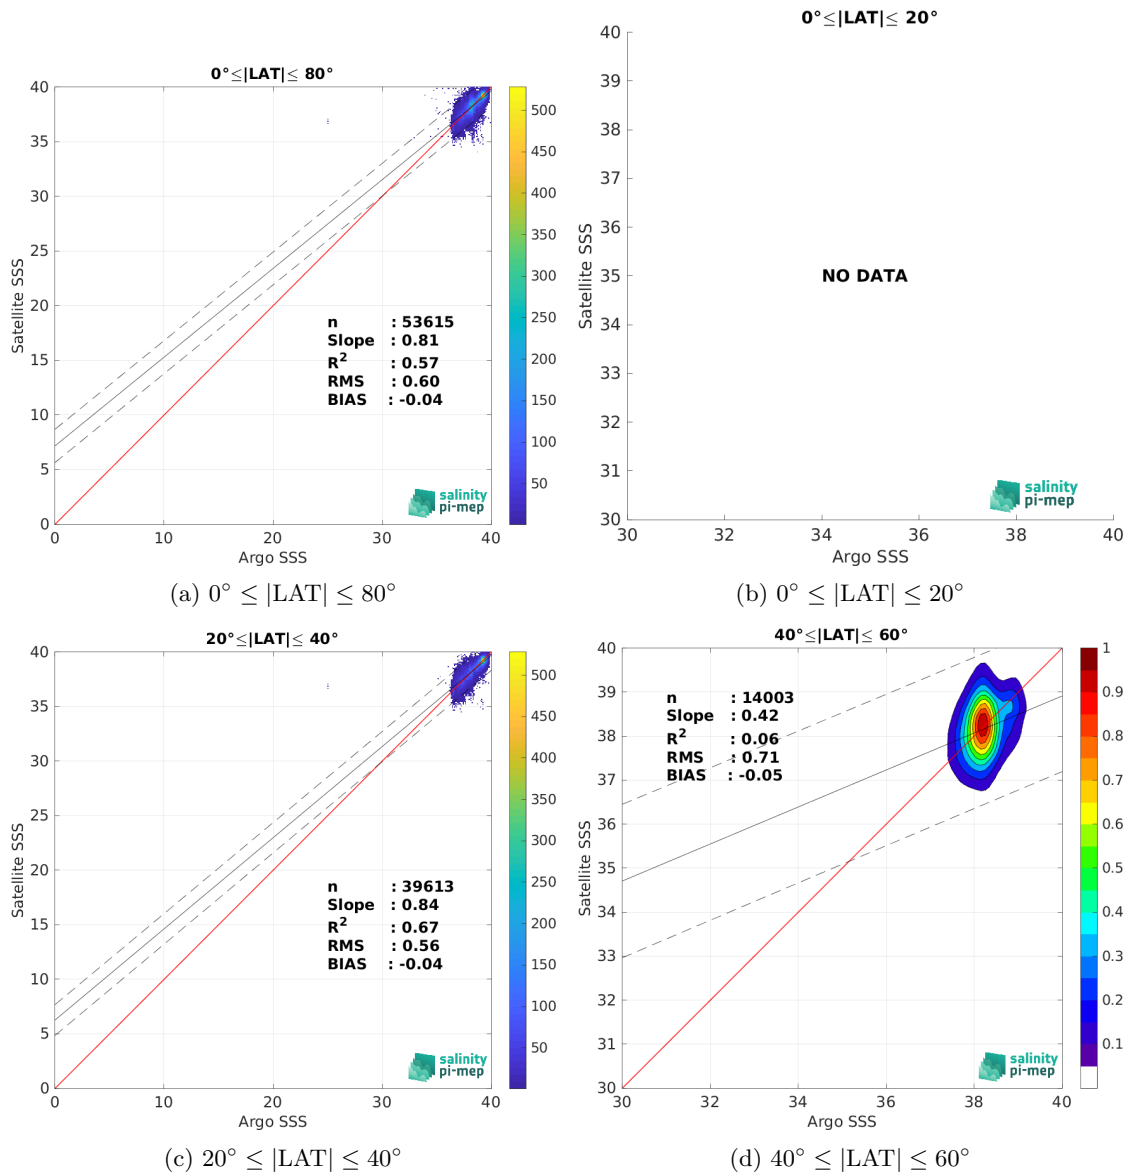 0°≤|LAT|≤ 80°
40
35
30
25
20
15
10
5
0
Satellite SSS
0
10
20
30
40
Argo SSS
n : 53615
Slope : 0.81
R² : 0.57
RMS : 0.60
BIAS : -0.04
salinity
pi-mep
500
450
400
350
300
250
200
150
100
50
(a) 0° ≤ |LAT| ≤ 80°
0°≤|LAT|≤ 20°
40
39
38
37
36
35
34
33
32
31
30
Satellite SSS
NO DATA
30
32
34
36
38
40
Argo SSS
salinity
pi-mep
(b) 0° ≤ |LAT| ≤ 20°
20°≤|LAT|≤ 40°
40
35
30
25
20
15
10
5
0
Satellite SSS
0
10
20
30
40
Argo SSS
n : 39613
Slope : 0.84
R² : 0.67
RMS : 0.56
BIAS : -0.04
salinity
pi-mep
500
450
400
350
300
250
200
150
100
50
(c) 20° ≤ |LAT| ≤ 40°
40°≤|LAT|≤ 60°
40
39
38
37
36
35
34
33
32
31
30
Satellite SSS
30
32
34
36
38
40
Argo SSS
n : 14003
Slope : 0.42
R² : 0.06
RMS : 0.71
BIAS : -0.05
salinity
pi-mep
1
0.9
0.8
0.7
0.6
0.5
0.4
0.3
0.2
0.1
(d) 40° ≤ |LAT| ≤ 60°